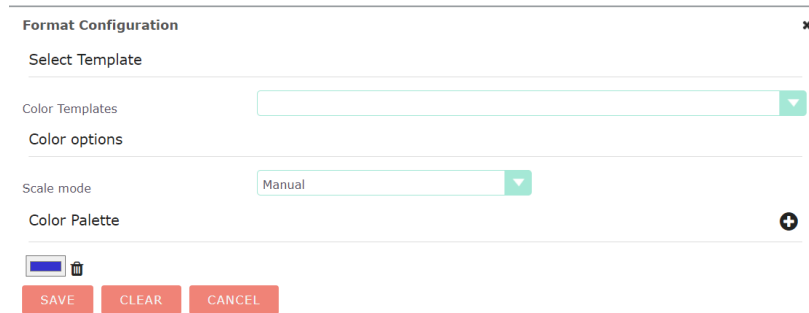 Format Configuration
Select Template
Color Templates
Color options
Scale mode Manual
Color Palette
SAVE CLEAR CANCEL